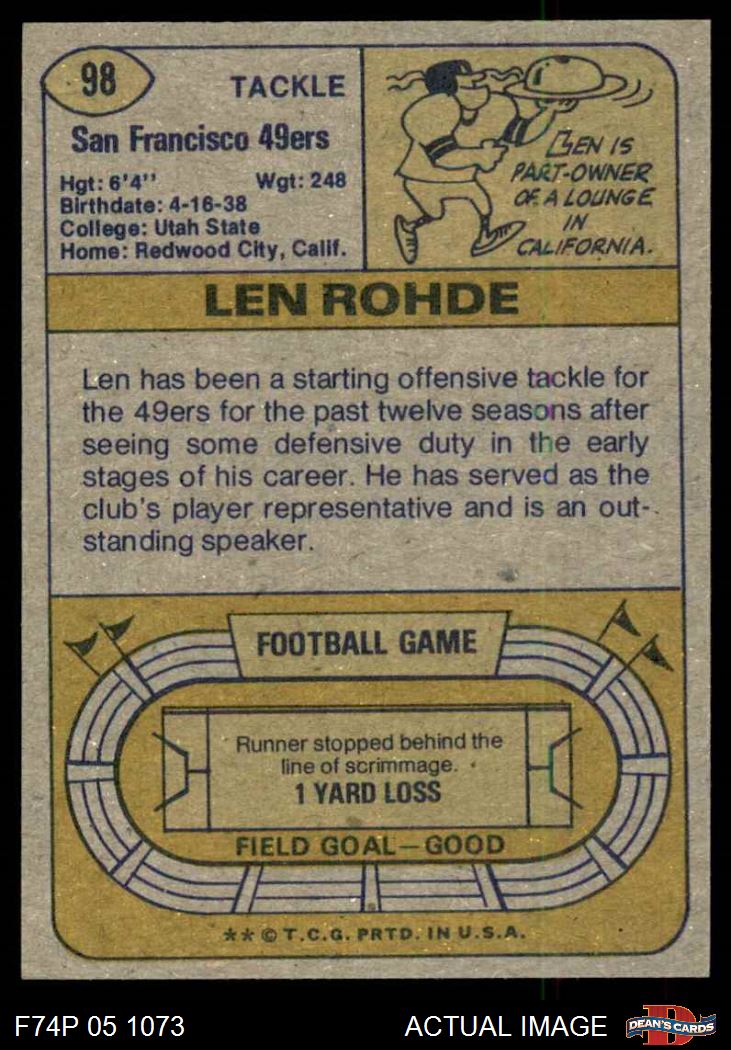 98
TACKLE
San Francisco 49ers
Hgt: 6'4'' Wgt: 248
Birthdate: 4-16-38
College: Utah State
Home: Redwood City, Calif.
LEN IS
PART-OWNER
OF A LOUNGE
IN
CALIFORNIA.
LEN ROHDE
Len has been a starting offensive tackle for
the 49ers for the past twelve seasons after
seeing some defensive duty in the early
stages of his career. He has served as the
club's player representative and is an out-
standing speaker.
FOOTBALL GAME
Runner stopped behind the
line of scrimmage.
1 YARD LOSS
FIELD GOAL—GOOD
** © T.C.G. PRTD. IN U.S.A.
F74P 05 1073 ACTUAL IMAGE
D
DEAN'S CARDS